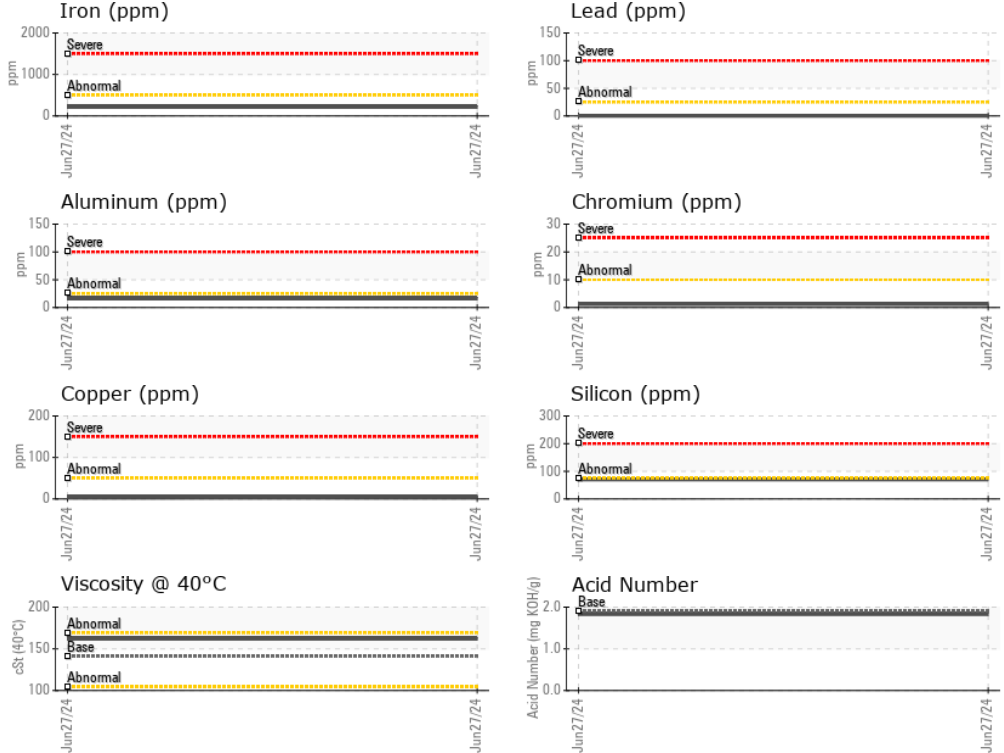 Iron (ppm)
2000
1000
0
ppm
Severe
Abnormal
Jun27/24
Jun27/24
Lead (ppm)
150
100
50
0
ppm
Severe
Abnormal
Jun27/24
Jun27/24
Aluminum (ppm)
150
100
50
0
ppm
Severe
Abnormal
Jun27/24
Jun27/24
Chromium (ppm)
30
20
10
0
ppm
Severe
Abnormal
Jun27/24
Jun27/24
Copper (ppm)
200
100
0
ppm
Severe
Abnormal
Jun27/24
Jun27/24
Silicon (ppm)
300
200
100
0
ppm
Severe
Abnormal
Jun27/24
Jun27/24
Viscosity @ 40°C
200
150
100
cSt (40°C)
Abnormal
Base
Abnormal
Jun27/24
Jun27/24
Acid Number
2.0
1.0
0.0
Acid Number (mg KOH/g)
Base
Jun27/24
Jun27/24